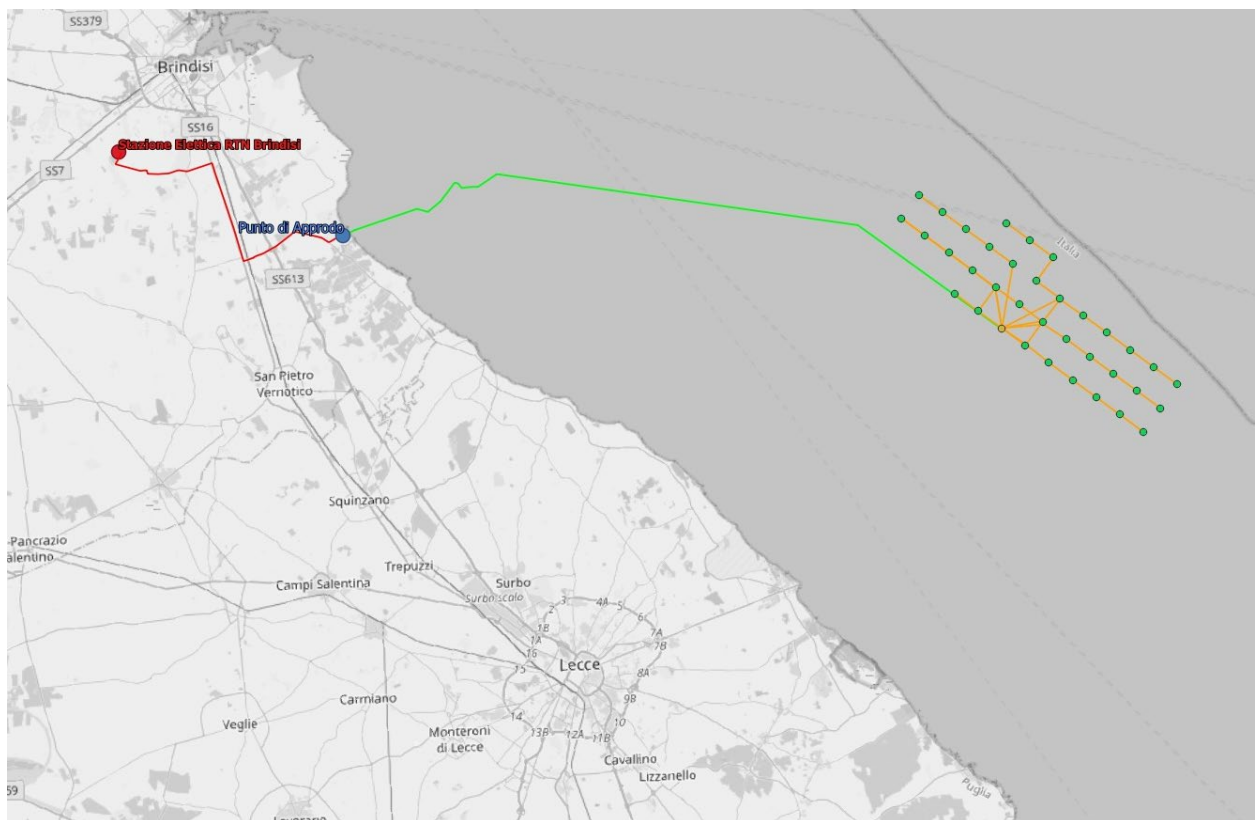 SS379
Brindisi
SS16
Stazione Elettica RTN Brindisi
SS7
Punto di Approdo
Italia
SS613
San Pietro
Vernotico
Squinzano
-Pancrazio
alentino
Trepuzzi
Campi Salentina
Surbo
Surbo scalo
3
4A
5
2
6
1B
7A
1A
7B
16
Lecce
15
8A
9B
Carmiano
14
10
Veglie
Monteroni
di Lecce
13B
12A
11B
Cavallino
Lizzanello
59
Puglia